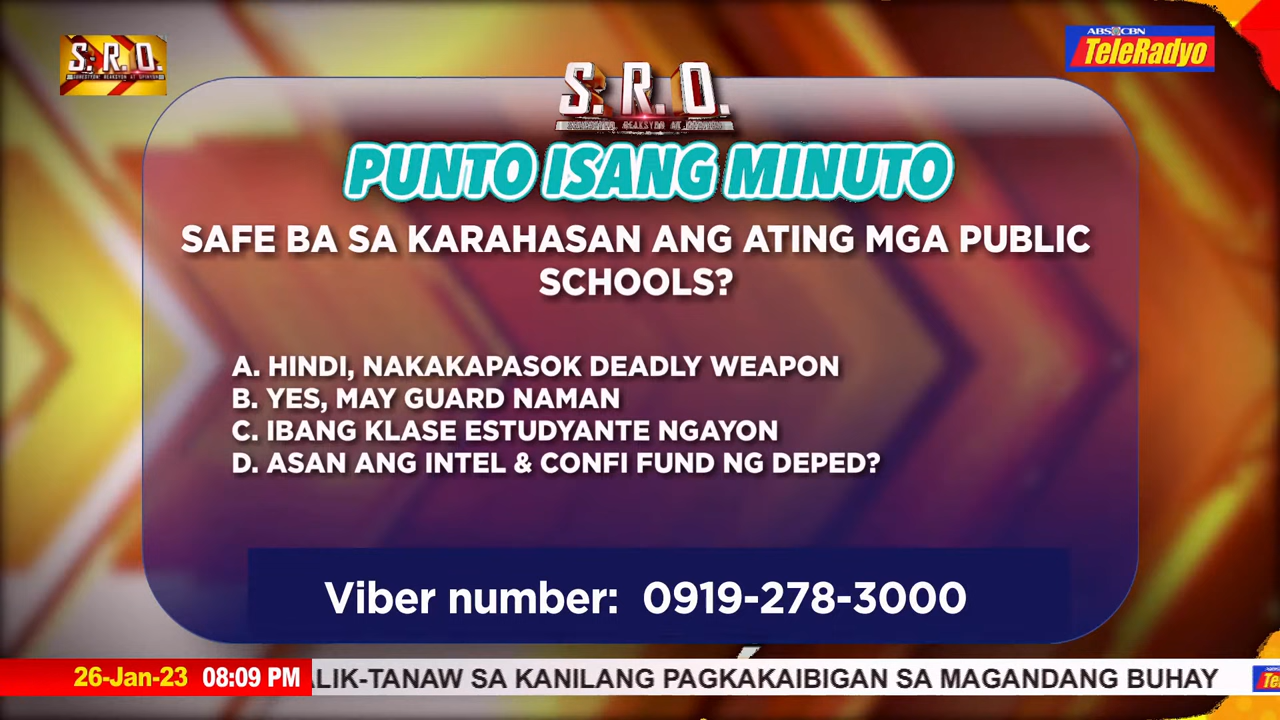 S.R.O.
ABS-CBN
TeleRadyo
S. R. O.
PUNTO ISANG MINUTO
SAFE BA SA KARAHASAN ANG ATING MGA PUBLIC
SCHOOLS?
A. HINDI, NAKAKAPASOK DEADLY WEAPON
B. YES, MAY GUARD NAMAN
C. IBANG KLASE ESTUDYANTE NGAYON
D. ASAN ANG INTEL & CONFI FUND NG DEPED?
Viber number: 0919-278-3000
26-Jan-23 08:09 PM ALIK-TANAW SA KANILANG PAGKAKAIBIGAN SA MAGANDANG BUHAY